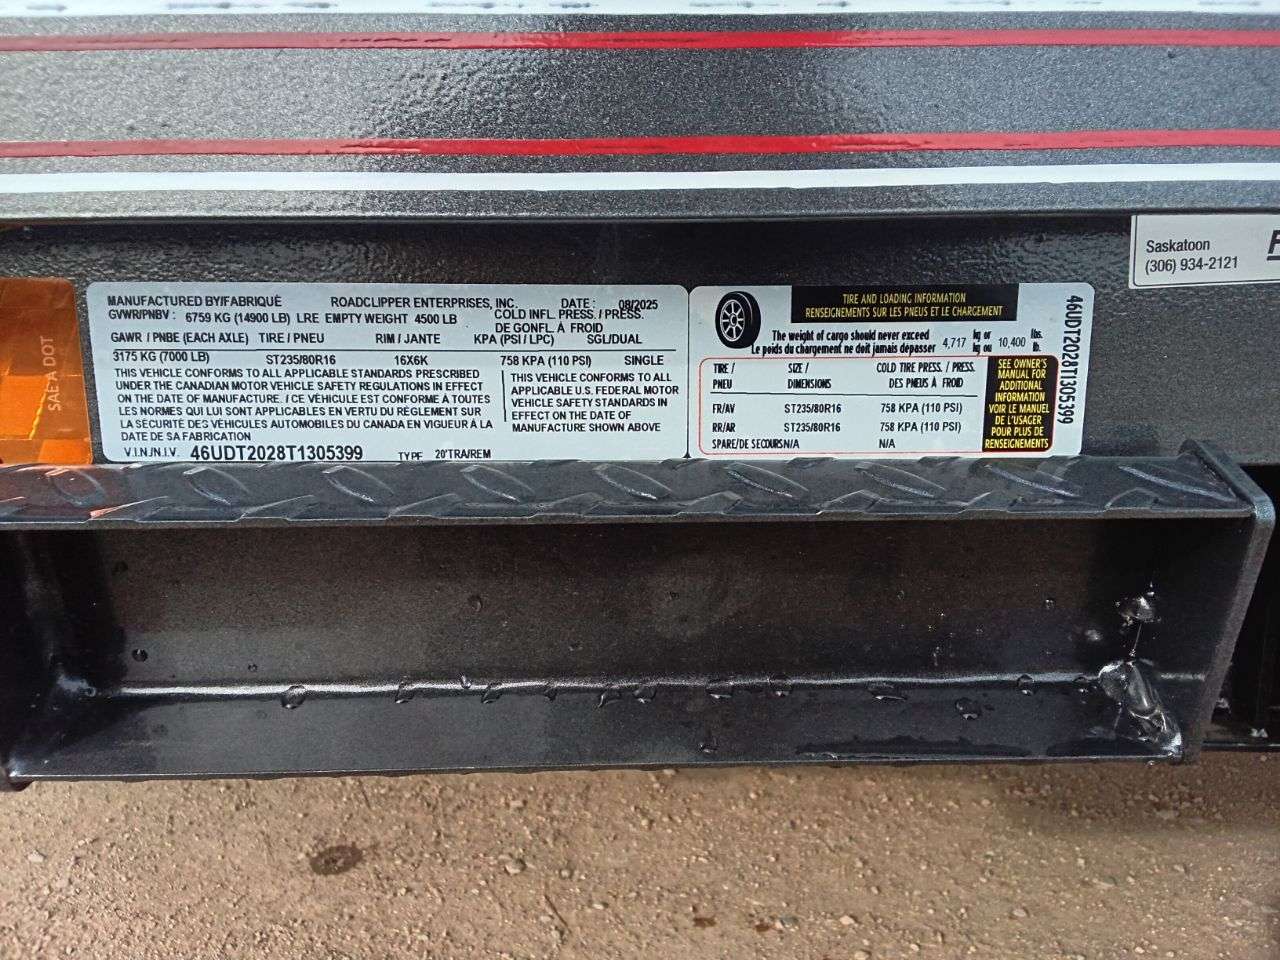 SAE-A DOT
MANUFACTURED BY/FABRIQUÉ ROADCLIPPER ENTERPRISES, INC. DATE : 08/2025
GVWR/PNBV : 6759 KG (14900 LB) LRE EMPTY WEIGHT 4500 LB COLD INFL. PRESS. / PRESS.
DE GONFL À FROID
GAWR / PNBE (EACH AXLE) TIRE / PNEU RIM / JANTE KPA (PSI / LPC) SGL/DUAL
3175 KG (7000 LB) ST235/80R16 16X6K 758 KPA (110 PSI) SINGLE
THIS VEHICLE CONFORMS TO ALL APPLICABLE STANDARDS PRESCRIBED
UNDER THE CANADIAN MOTOR VEHICLE SAFETY REGULATIONS IN EFFECT
ON THE DATE OF MANUFACTURE. / CE VÉHICULE EST CONFORME À TOUTES
LES NORMES QUI LUI SONT APPLICABLES EN VERTU DU RÈGLEMENT SUR
LA SÉCURITÉ DES VÉHICULES AUTOMOBILES DU CANADA EN VIGUEUR À LA
DATE DE SA FABRICATION
THIS VEHICLE CONFORMS TO ALL
APPLICABLE U.S. FEDERAL MOTOR
VEHICLE SAFETY STANDARDS IN
EFFECT ON THE DATE OF
MANUFACTURE SHOWN ABOVE
V.I.N./N.I.V. 46UDT2028T1305399 TYPE 20'TRA/REM
TIRE AND LOADING INFORMATION
RENSEIGNEMENTS SUR LES PNEUS ET LE CHARGEMENT
The weight of cargo should never exceed 4,717 kg or 10,400 lbs.
Le poids du chargement ne doit jamais dépasser kg ou lb.
TIRE / SIZE / COLD TIRE PRESS. / PRESS.
PNEU DIMENSIONS DES PNEUS À FROID
FR/AV ST235/80R16 758 KPA (110 PSI)
RR/AR ST235/80R16 758 KPA (110 PSI)
SPARE/DE SECOURS N/A N/A
SEE OWNER'S
MANUAL FOR
ADDITIONAL
INFORMATION
VOIR LE MANUEL
DE L'USAGER
POUR PLUS DE
RENSEIGNEMENTS
46UDT2028T1305399
Saskatoon
(306) 934-2121